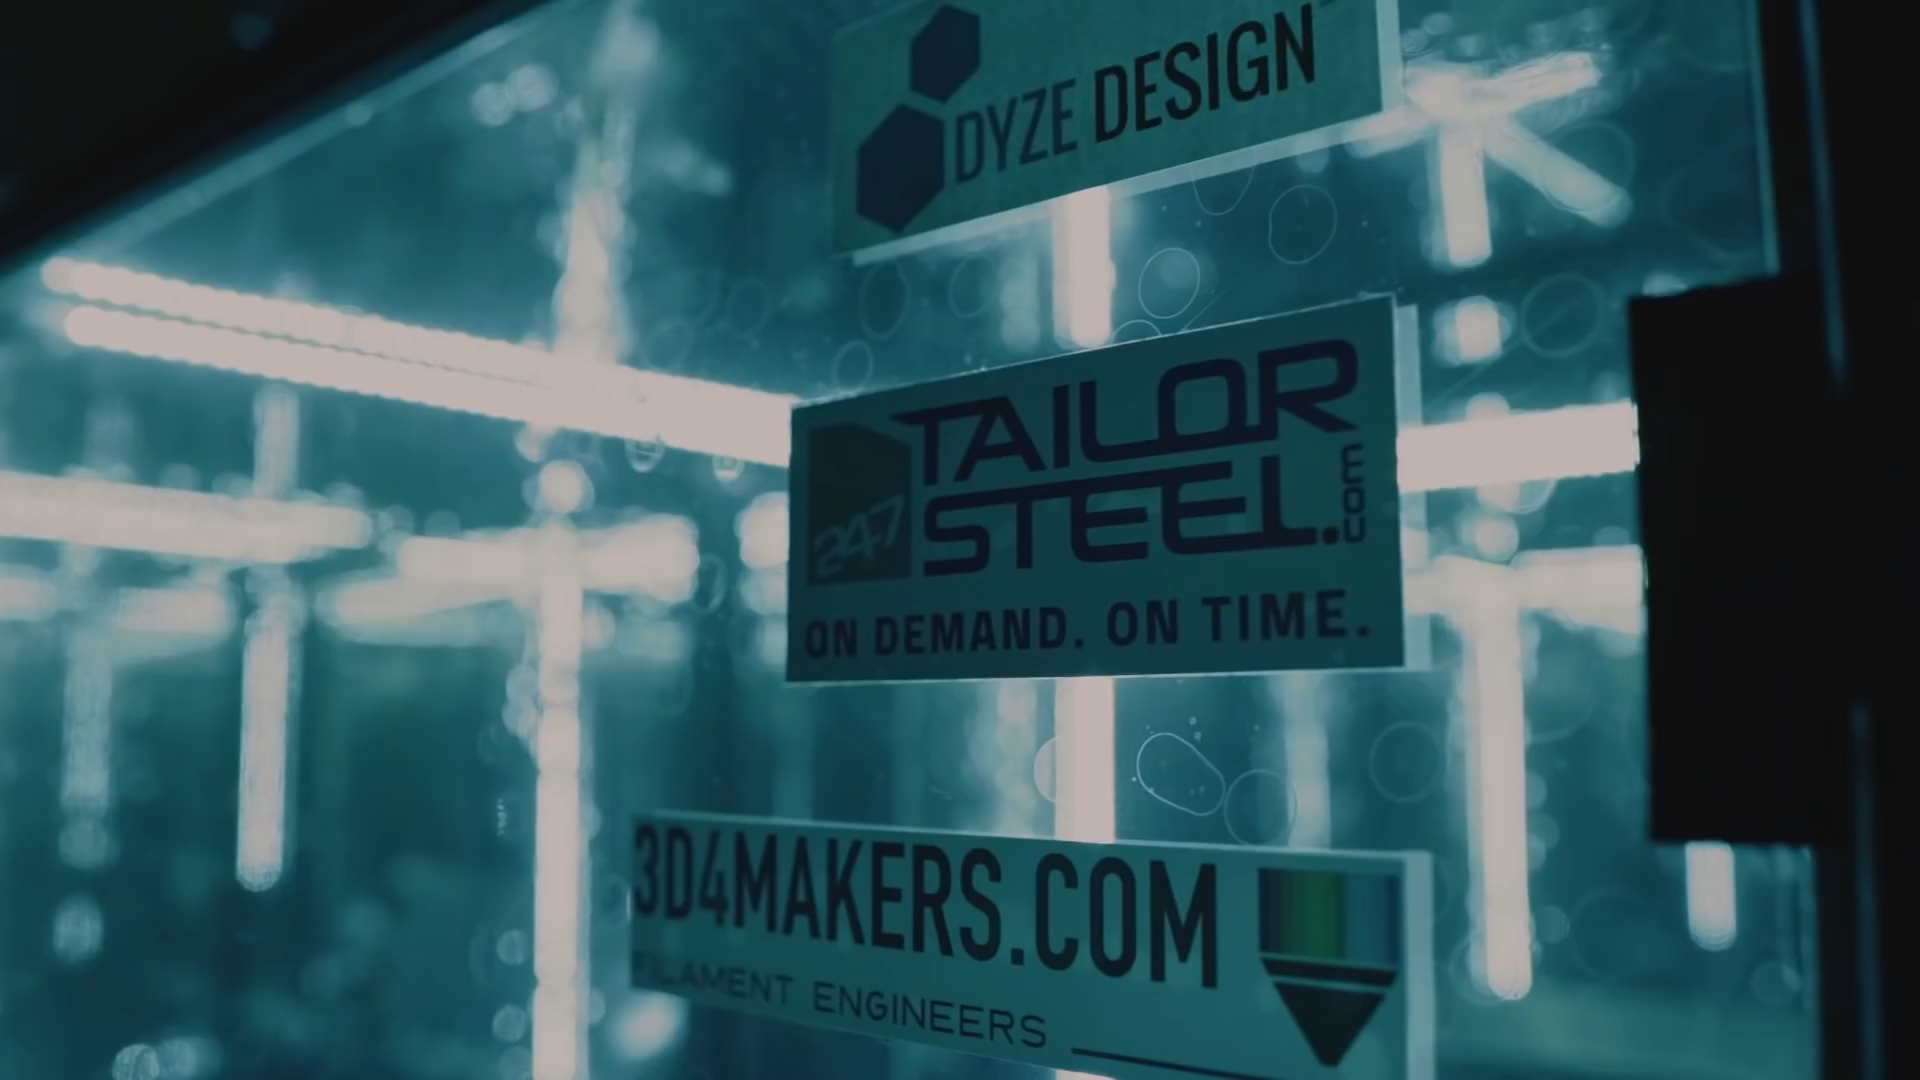 DYZE DESIGN
TAILOR
STEEL.com
247
ON DEMAND. ON TIME.
3D4MAKERS.COM
FILAMENT ENGINEERS